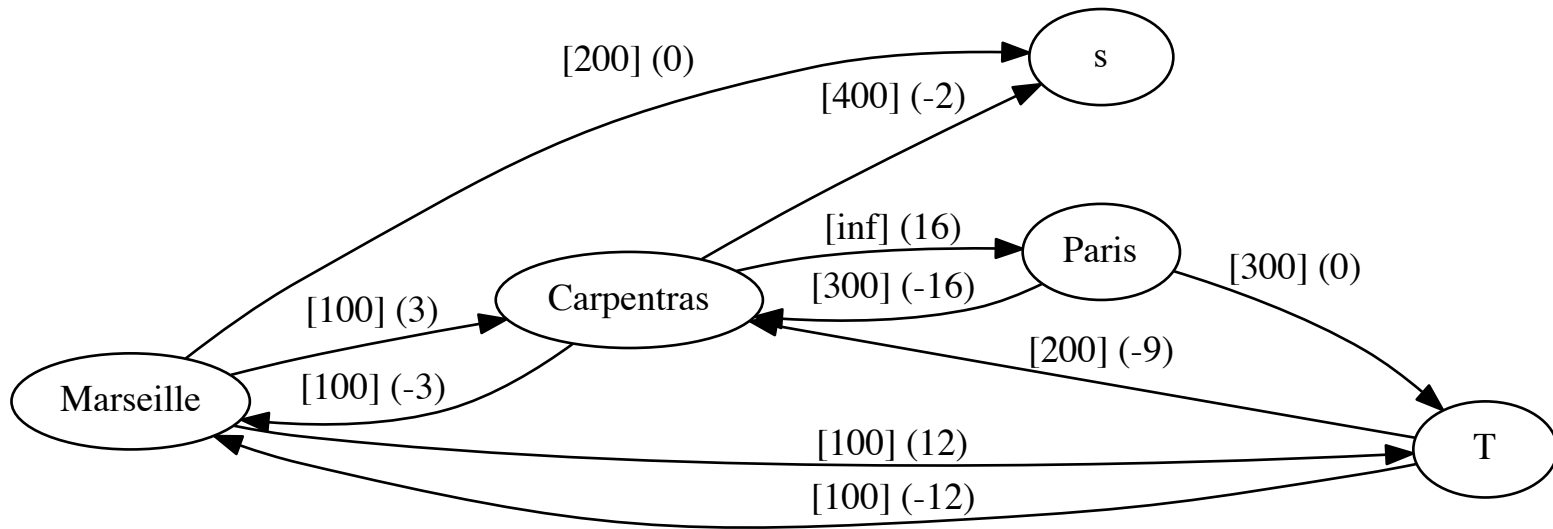 [200] (0)
s
[400] (-2)
[inf] (16)
Paris
[300] (0)
[300] (-16)
Carpentras
[100] (3)
[200] (-9)
[100] (-3)
Marseille
[100] (12)
T
[100] (-12)